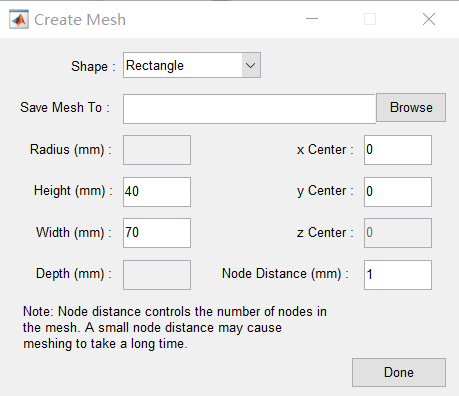 Create Mesh
Shape : Rectangle
Save Mesh To : Browse
Radius (mm) : x Center : 0
Height (mm) : 40 y Center : 0
Width (mm) : 70 z Center : 0
Depth (mm) : Node Distance (mm) : 1
Note: Node distance controls the number of nodes in
the mesh. A small node distance may cause
meshing to take a long time.
Done